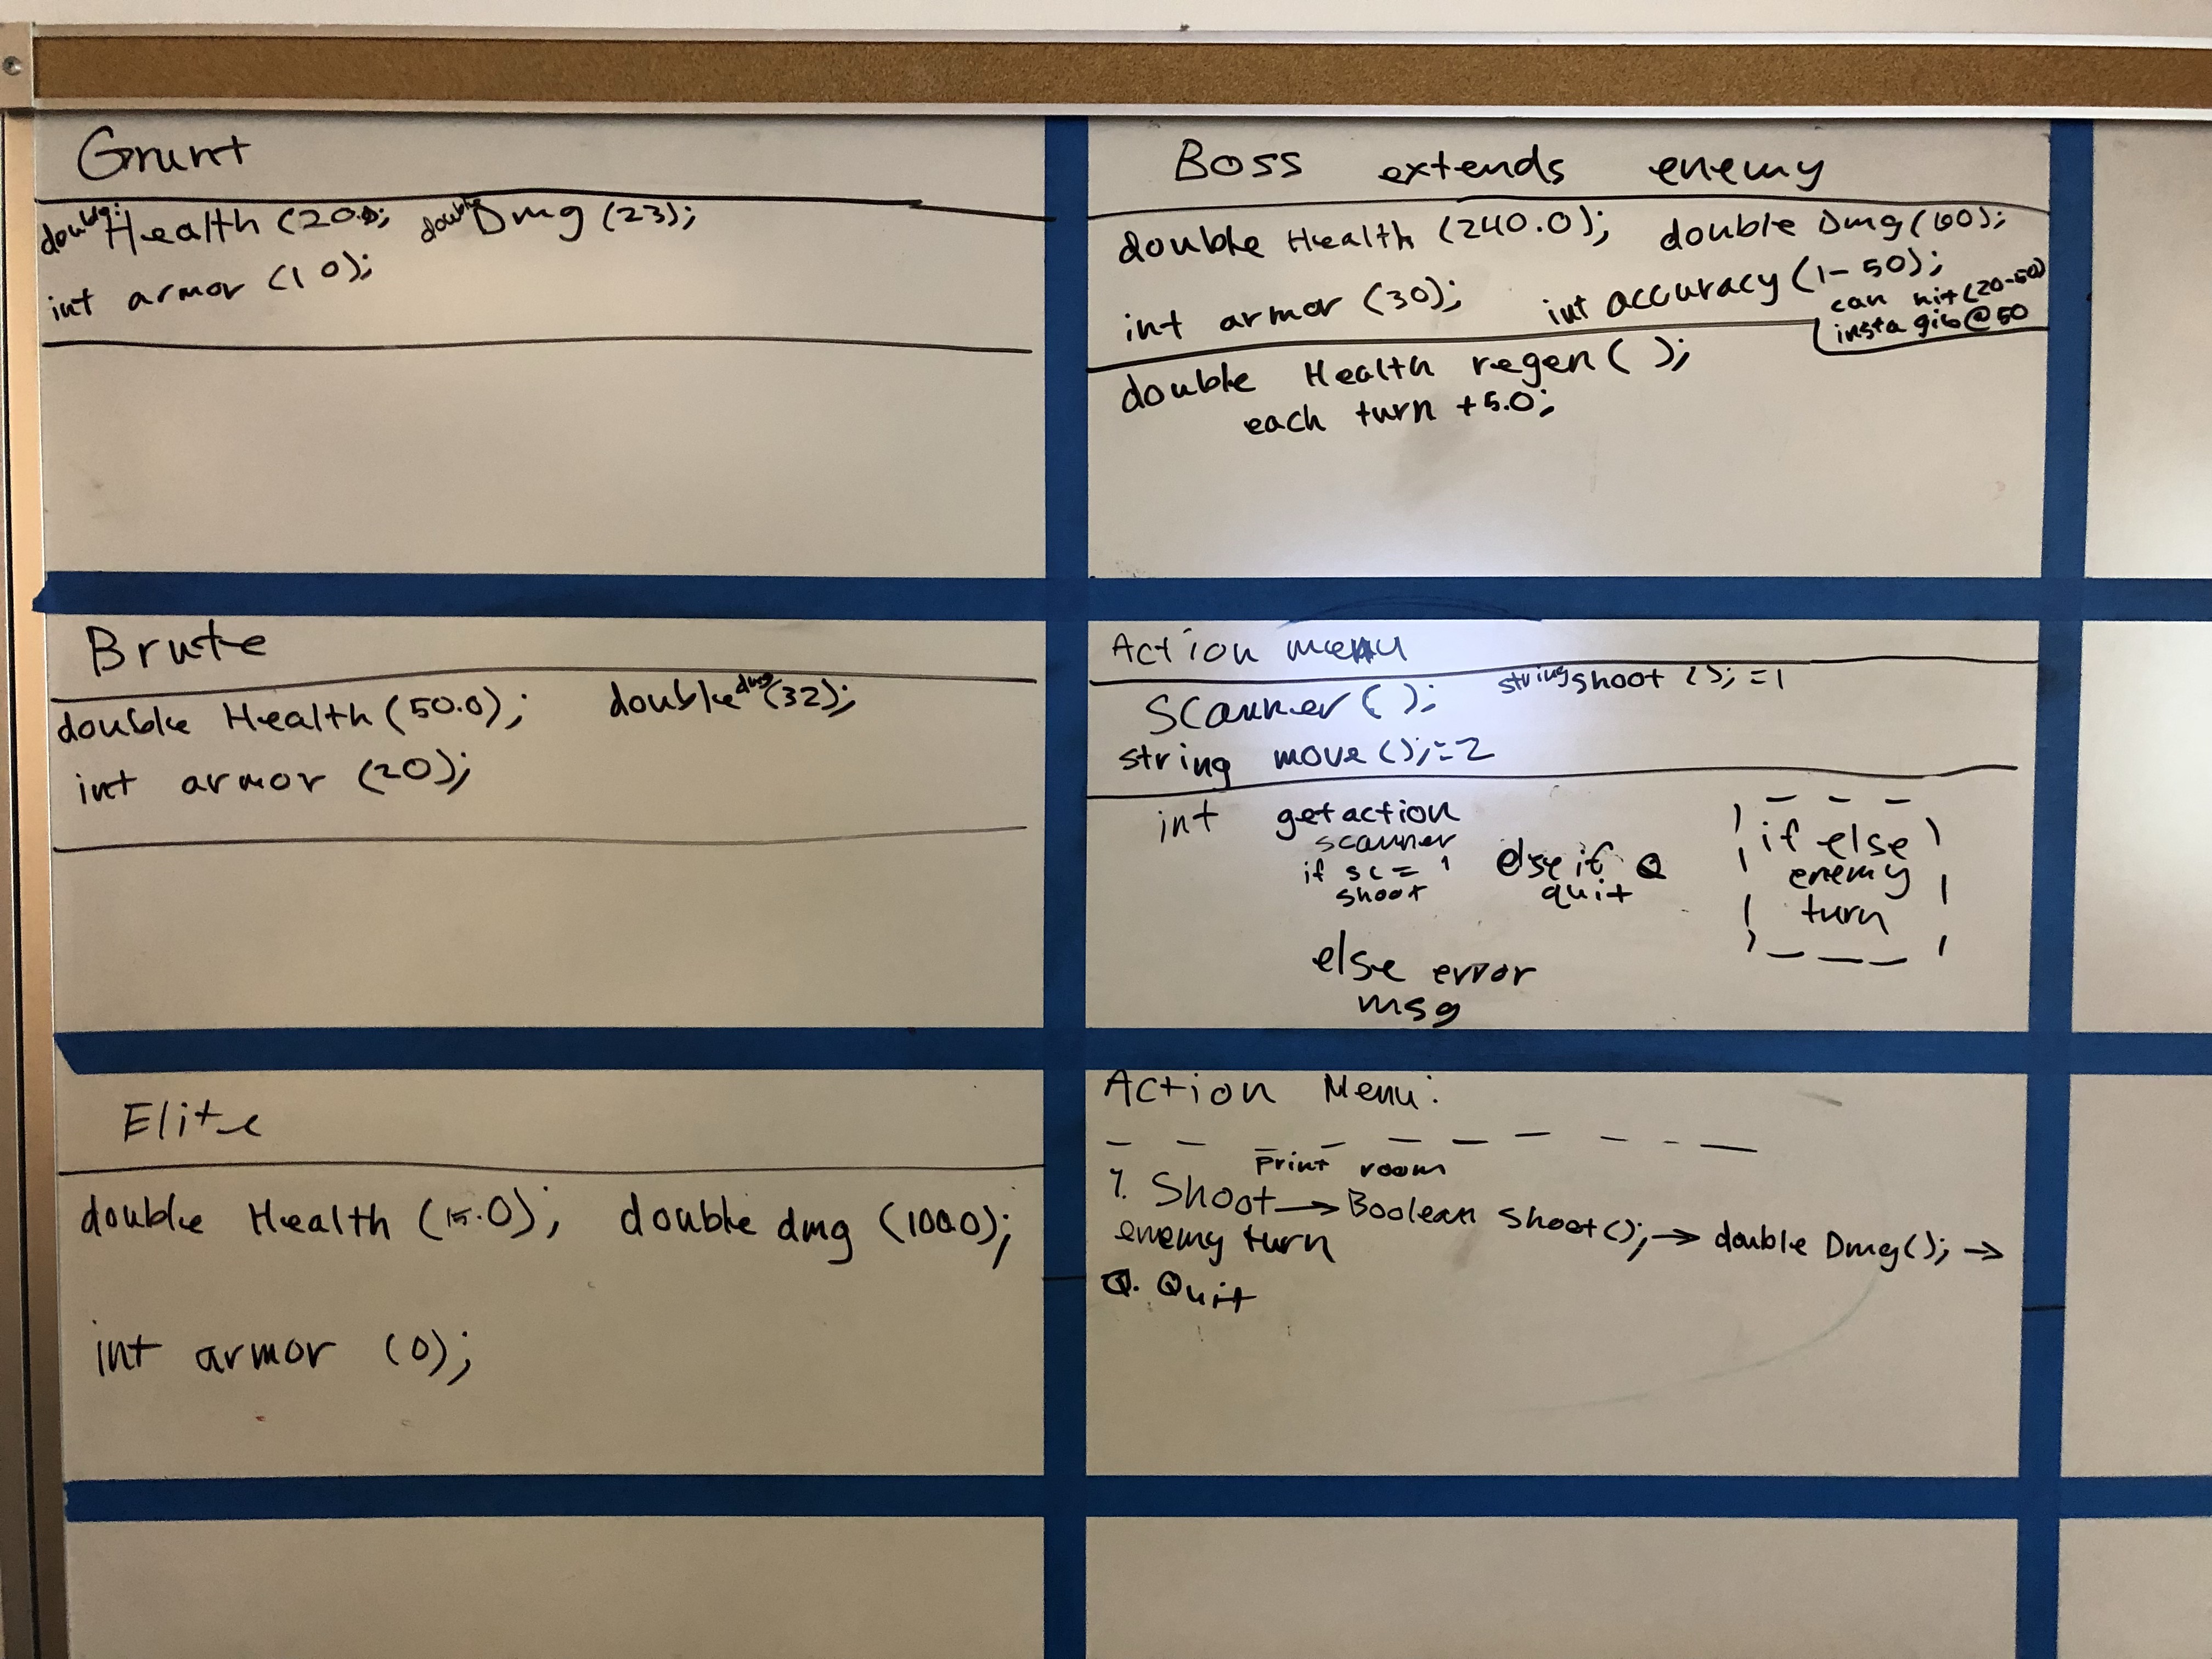 Grunt
double Health (20.0; double Dmg (23);
int armor (10);
Boss extends enemy
double Health (240.0); double Dmg (60);
int armor (30); int accuracy (1-50);
can hit (20-50)
insta gib @ 50
double Health regen ( );
each turn +5.0;
Brute
double Health (50.0); double dmg (32);
int armor (20);
Action menu
Scanner ( ); string shoot ( ); =1
string move ( ); =2
int getaction
scanner
if sc = 1
shoot
else if Q
quit
else error
msg
if else
enemy
turn
Elite
double Health (15.0); double dmg (1000);
int armor (0);
Action Menu:
print room
1. Shoot → Boolean shoot(); → double Dmg(); →
enemy turn
Q. Quit